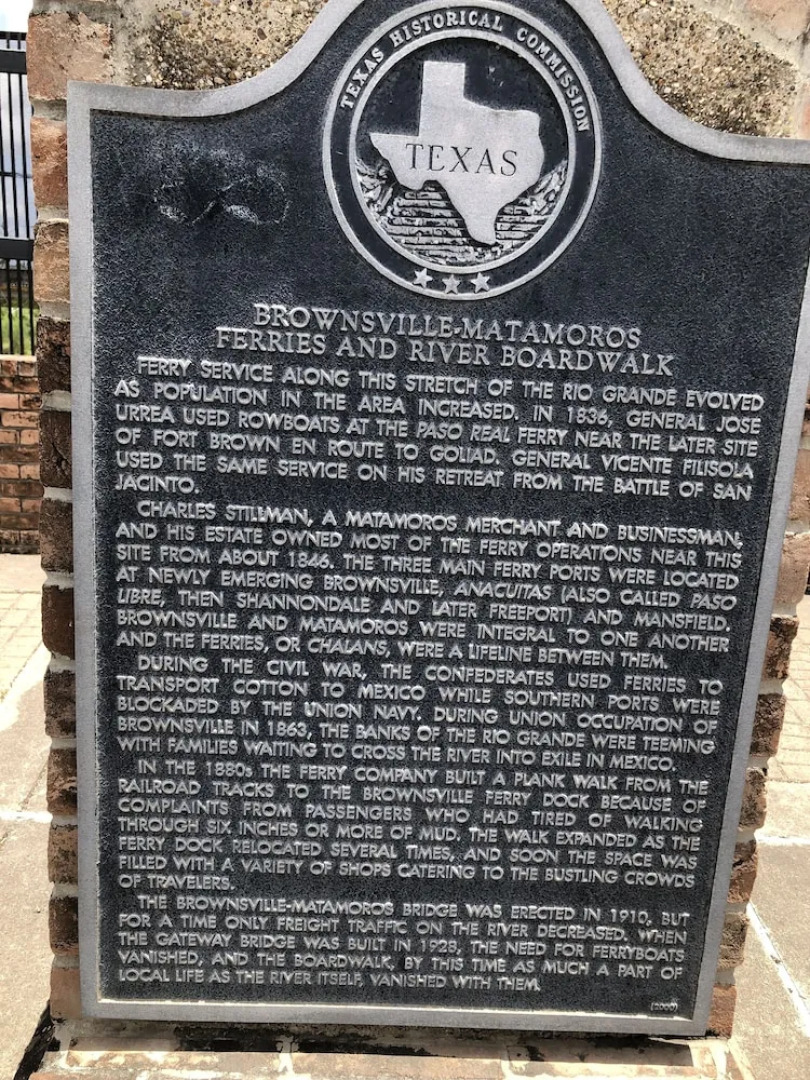 TEXAS HISTORICAL COMMISSION
TEXAS
BROWNSVILLE-MATAMOROS
FERRIES AND RIVER BOARDWALK
FERRY SERVICE ALONG THIS STRETCH OF THE RIO GRANDE EVOLVED
AS POPULATION IN THE AREA INCREASED. IN 1836, GENERAL JOSE
URREA USED ROWBOATS AT THE PASO REAL FERRY NEAR THE LATER SITE
OF FORT BROWN EN ROUTE TO GOLIAD. GENERAL VICENTE FILISOLA
USED THE SAME SERVICE ON HIS RETREAT FROM THE BATTLE OF SAN
JACINTO.
CHARLES STILLMAN, A MATAMOROS MERCHANT AND BUSINESSMAN,
AND HIS ESTATE OWNED MOST OF THE FERRY OPERATIONS NEAR THIS
SITE FROM ABOUT 1846. THE THREE MAIN FERRY PORTS WERE LOCATED
AT NEWLY EMERGING BROWNSVILLE, ANACUITAS (ALSO CALLED PASO
LIBRE, THEN SHANNONDALE AND LATER FREEPORT) AND MANSFIELD.
BROWNSVILLE AND MATAMOROS WERE INTEGRAL TO ONE ANOTHER
AND THE FERRIES, OR CHALANS, WERE A LIFELINE BETWEEN THEM.
DURING THE CIVIL WAR, THE CONFEDERATES USED FERRIES TO
TRANSPORT COTTON TO MEXICO WHILE SOUTHERN PORTS WERE
BLOCKADED BY THE UNION NAVY. DURING UNION OCCUPATION OF
BROWNSVILLE IN 1863, THE BANKS OF THE RIO GRANDE WERE TEEMING
WITH FAMILIES WAITING TO CROSS THE RIVER INTO EXILE IN MEXICO.
IN THE 1880s THE FERRY COMPANY BUILT A PLANK WALK FROM THE
RAILROAD TRACKS TO THE BROWNSVILLE FERRY DOCK BECAUSE OF
COMPLAINTS FROM PASSENGERS WHO HAD TIRED OF WALKING
THROUGH SIX INCHES OR MORE OF MUD. THE WALK EXPANDED AS THE
FERRY DOCK RELOCATED SEVERAL TIMES, AND SOON THE SPACE WAS
FILLED WITH A VARIETY OF SHOPS CATERING TO THE BUSTLING CROWDS
OF TRAVELERS.
THE BROWNSVILLE-MATAMOROS BRIDGE WAS ERECTED IN 1910, BUT
FOR A TIME ONLY FREIGHT TRAFFIC ON THE RIVER DECREASED. WHEN
THE GATEWAY BRIDGE WAS BUILT IN 1928, THE NEED FOR FERRYBOATS
VANISHED, AND THE BOARDWALK, BY THIS TIME AS MUCH A PART OF
LOCAL LIFE AS THE RIVER ITSELF, VANISHED WITH THEM.
(2000)